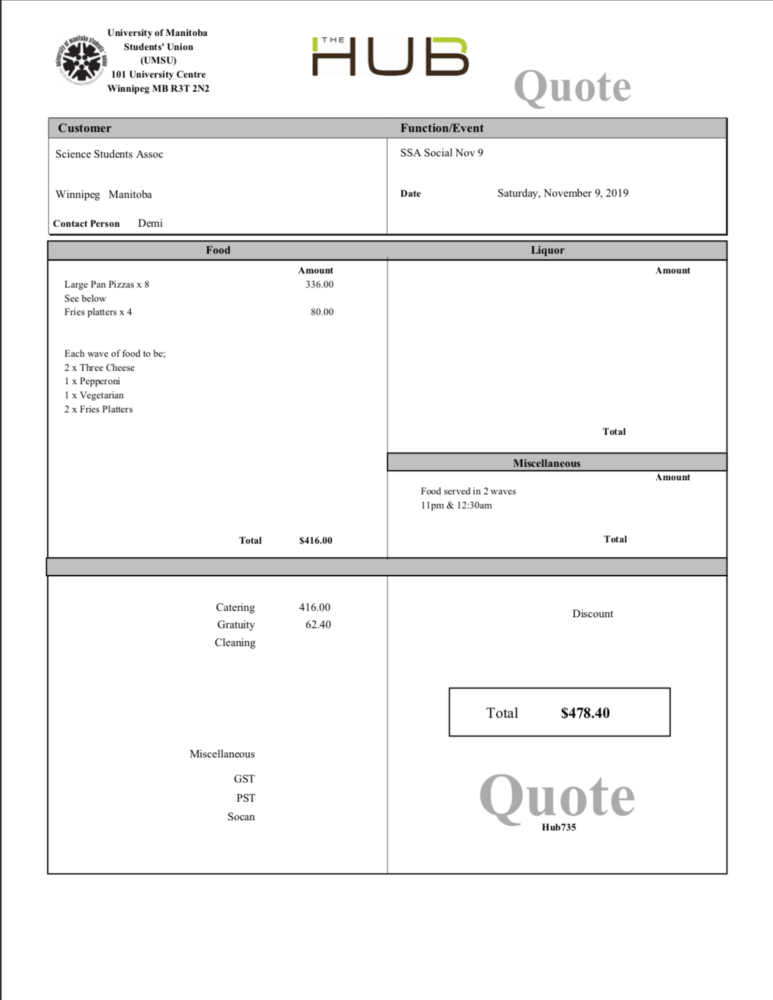 University of Manitoba
Students' Union
(UMSU)
101 University Centre
Winnipeg MB R3T 2N2
THE
HUB
Quote
Customer
Function/Event
Science Students Assoc
SSA Social Nov 9
Winnipeg Manitoba
Date Saturday, November 9, 2019
Contact Person Demi
Food
Liquor
Amount
Large Pan Pizzas x 8 336.00
See below
Fries platters x 4 80.00
Each wave of food to be;
2 x Three Cheese
1 x Pepperoni
1 x Vegetarian
2 x Fries Platters
Total $416.00
Amount
Total
Miscellaneous
Amount
Food served in 2 waves
11pm & 12:30am
Total
Catering 416.00
Gratuity 62.40
Cleaning
Miscellaneous
GST
PST
Socan
Discount
Total $478.40
Quote
Hub735